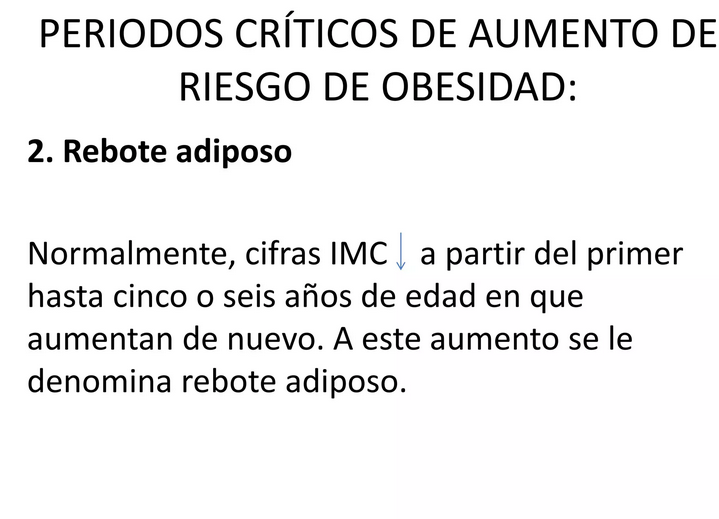 PERIODOS CRÍTICOS DE AUMENTO DE
RIESGO DE OBESIDAD:
2. Rebote adiposo
Normalmente, cifras IMC ↓ a partir del primer
hasta cinco o seis años de edad en que
aumentan de nuevo. A este aumento se le
denomina rebote adiposo.